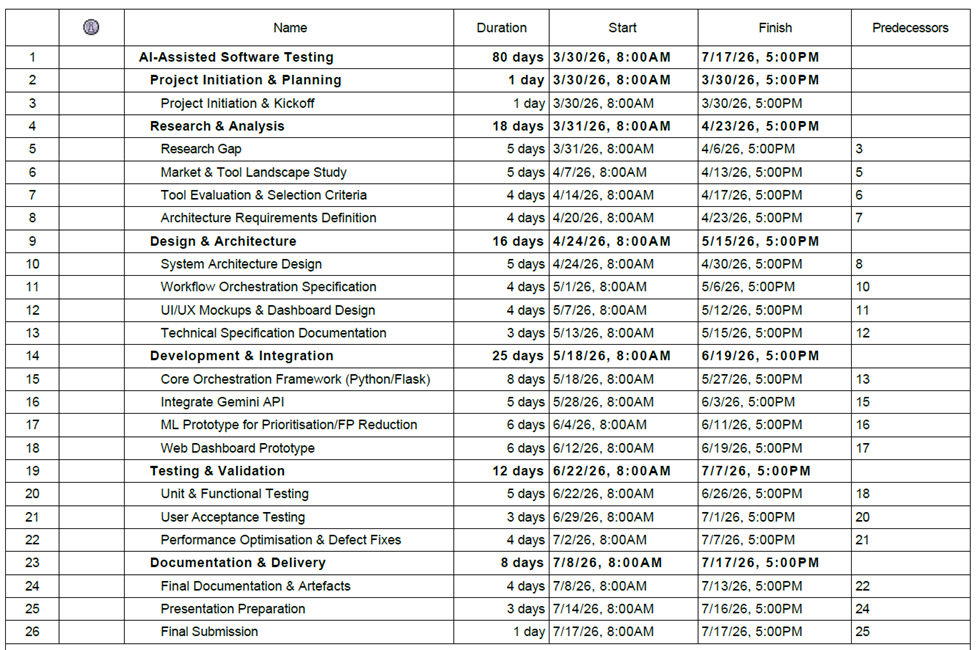 Name Duration Start Finish Predecessors
1 AI-Assisted Software Testing 80 days 3/30/26, 8:00AM 7/17/26, 5:00PM
2 Project Initiation & Planning 1 day 3/30/26, 8:00AM 3/30/26, 5:00PM
3 Project Initiation & Kickoff 1 day 3/30/26, 8:00AM 3/30/26, 5:00PM
4 Research & Analysis 18 days 3/31/26, 8:00AM 4/23/26, 5:00PM
5 Research Gap 5 days 3/31/26, 8:00AM 4/6/26, 5:00PM 3
6 Market & Tool Landscape Study 5 days 4/7/26, 8:00AM 4/13/26, 5:00PM 5
7 Tool Evaluation & Selection Criteria 4 days 4/14/26, 8:00AM 4/17/26, 5:00PM 6
8 Architecture Requirements Definition 4 days 4/20/26, 8:00AM 4/23/26, 5:00PM 7
9 Design & Architecture 16 days 4/24/26, 8:00AM 5/15/26, 5:00PM
10 System Architecture Design 5 days 4/24/26, 8:00AM 4/30/26, 5:00PM 8
11 Workflow Orchestration Specification 4 days 5/1/26, 8:00AM 5/6/26, 5:00PM 10
12 UI/UX Mockups & Dashboard Design 4 days 5/7/26, 8:00AM 5/12/26, 5:00PM 11
13 Technical Specification Documentation 3 days 5/13/26, 8:00AM 5/15/26, 5:00PM 12
14 Development & Integration 25 days 5/18/26, 8:00AM 6/19/26, 5:00PM
15 Core Orchestration Framework (Python/Flask) 8 days 5/18/26, 8:00AM 5/27/26, 5:00PM 13
16 Integrate Gemini API 5 days 5/28/26, 8:00AM 6/3/26, 5:00PM 15
17 ML Prototype for Prioritisation/FP Reduction 6 days 6/4/26, 8:00AM 6/11/26, 5:00PM 16
18 Web Dashboard Prototype 6 days 6/12/26, 8:00AM 6/19/26, 5:00PM 17
19 Testing & Validation 12 days 6/22/26, 8:00AM 7/7/26, 5:00PM
20 Unit & Functional Testing 5 days 6/22/26, 8:00AM 6/26/26, 5:00PM 18
21 User Acceptance Testing 3 days 6/29/26, 8:00AM 7/1/26, 5:00PM 20
22 Performance Optimisation & Defect Fixes 4 days 7/2/26, 8:00AM 7/7/26, 5:00PM 21
23 Documentation & Delivery 8 days 7/8/26, 8:00AM 7/17/26, 5:00PM
24 Final Documentation & Artefacts 4 days 7/8/26, 8:00AM 7/13/26, 5:00PM 22
25 Presentation Preparation 3 days 7/14/26, 8:00AM 7/16/26, 5:00PM 24
26 Final Submission 1 day 7/17/26, 8:00AM 7/17/26, 5:00PM 25